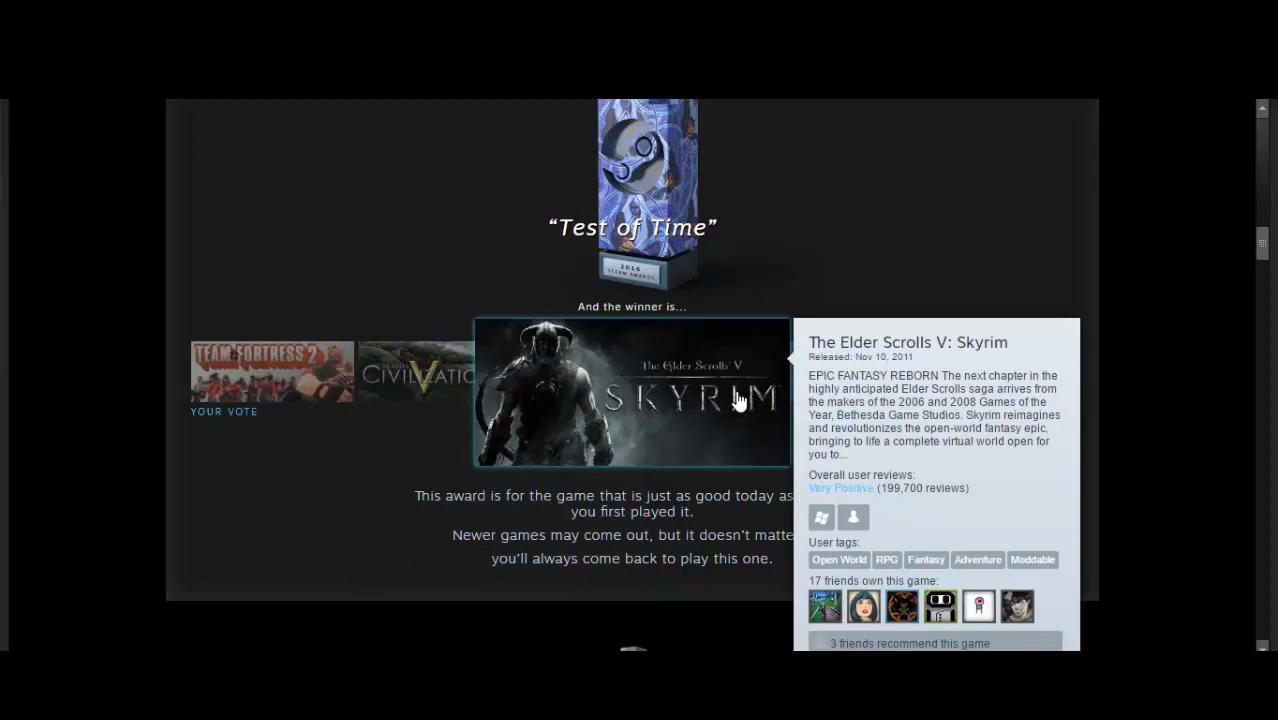 “Test of Time”
2016
STEAM AWARDS
And the winner is...
TEAM FORTRESS 2
CIVILIZATIO
V
YOUR VOTE
The Elder Scrolls V
SKYRIM
This award is for the game that is just as good today as
you first played it.
Newer games may come out, but it doesn't matte
you'll always come back to play this one.
The Elder Scrolls V: Skyrim
Released: Nov 10, 2011
EPIC FANTASY REBORN The next chapter in the
highly anticipated Elder Scrolls saga arrives from
the makers of the 2006 and 2008 Games of the
Year, Bethesda Game Studios. Skyrim reimagines
and revolutionizes the open-world fantasy epic,
bringing to life a complete virtual world open for
you to...
Overall user reviews:
Very Positive (199,700 reviews)
User tags:
Open World RPG Fantasy Adventure Moddable
17 friends own this game:
3 friends recommend this game